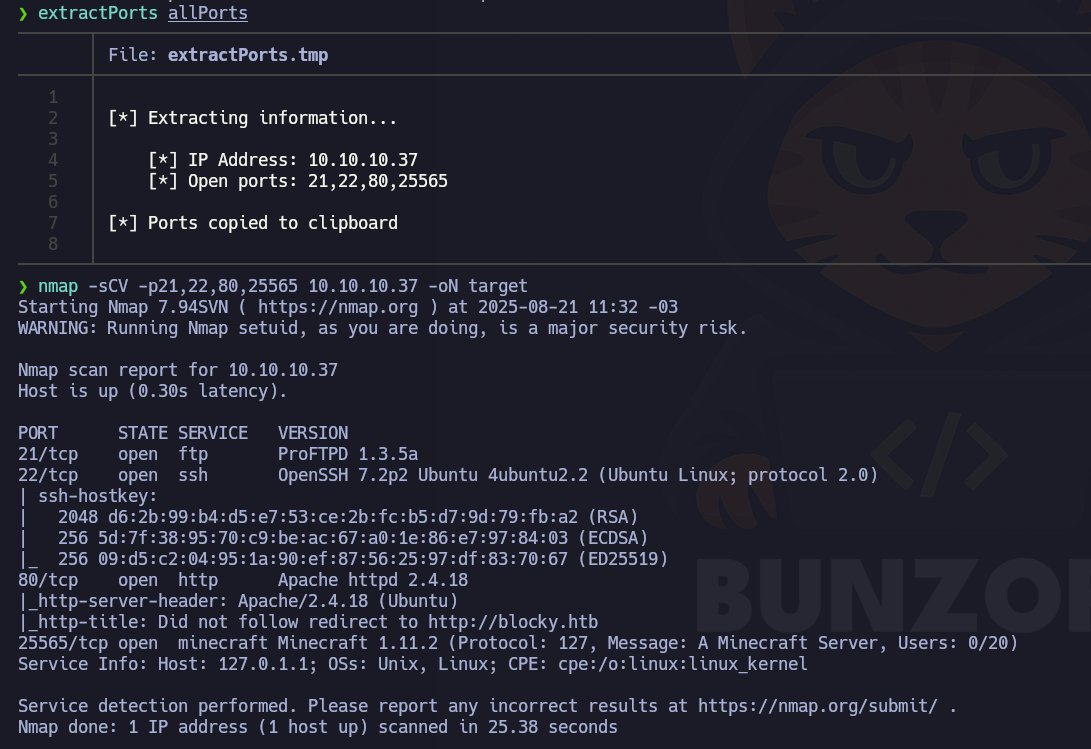 ❯ extractPorts allPorts
File: extractPorts.tmp
1
2 [*] Extracting information...
3
4 [*] IP Address: 10.10.10.37
5 [*] Open ports: 21,22,80,25565
6
7 [*] Ports copied to clipboard
8
❯ nmap -sCV -p21,22,80,25565 10.10.10.37 -oN target
Starting Nmap 7.94SVN ( https://nmap.org ) at 2025-08-21 11:32 -03
WARNING: Running Nmap setuid, as you are doing, is a major security risk.
Nmap scan report for 10.10.10.37
Host is up (0.30s latency).
PORT      STATE SERVICE   VERSION
21/tcp    open  ftp       ProFTPD 1.3.5a
22/tcp    open  ssh       OpenSSH 7.2p2 Ubuntu 4ubuntu2.2 (Ubuntu Linux; protocol 2.0)
| ssh-hostkey:
|   2048 d6:2b:99:b4:d5:e7:53:ce:2b:fc:b5:d7:9d:79:fb:a2 (RSA)
|   256 5d:7f:38:95:70:c9:be:ac:67:a0:1e:86:e7:97:84:03 (ECDSA)
|_  256 09:d5:c2:04:95:1a:90:ef:87:56:25:97:df:83:70:67 (ED25519)
80/tcp    open  http      Apache httpd 2.4.18
|_http-server-header: Apache/2.4.18 (Ubuntu)
|_http-title: Did not follow redirect to http://blocky.htb
25565/tcp open  minecraft Minecraft 1.11.2 (Protocol: 127, Message: A Minecraft Server, Users: 0/20)
Service Info: Host: 127.0.1.1; OSs: Unix, Linux; CPE: cpe:/o:linux:linux_kernel
Service detection performed. Please report any incorrect results at https://nmap.org/submit/ .
Nmap done: 1 IP address (1 host up) scanned in 25.38 seconds
</>